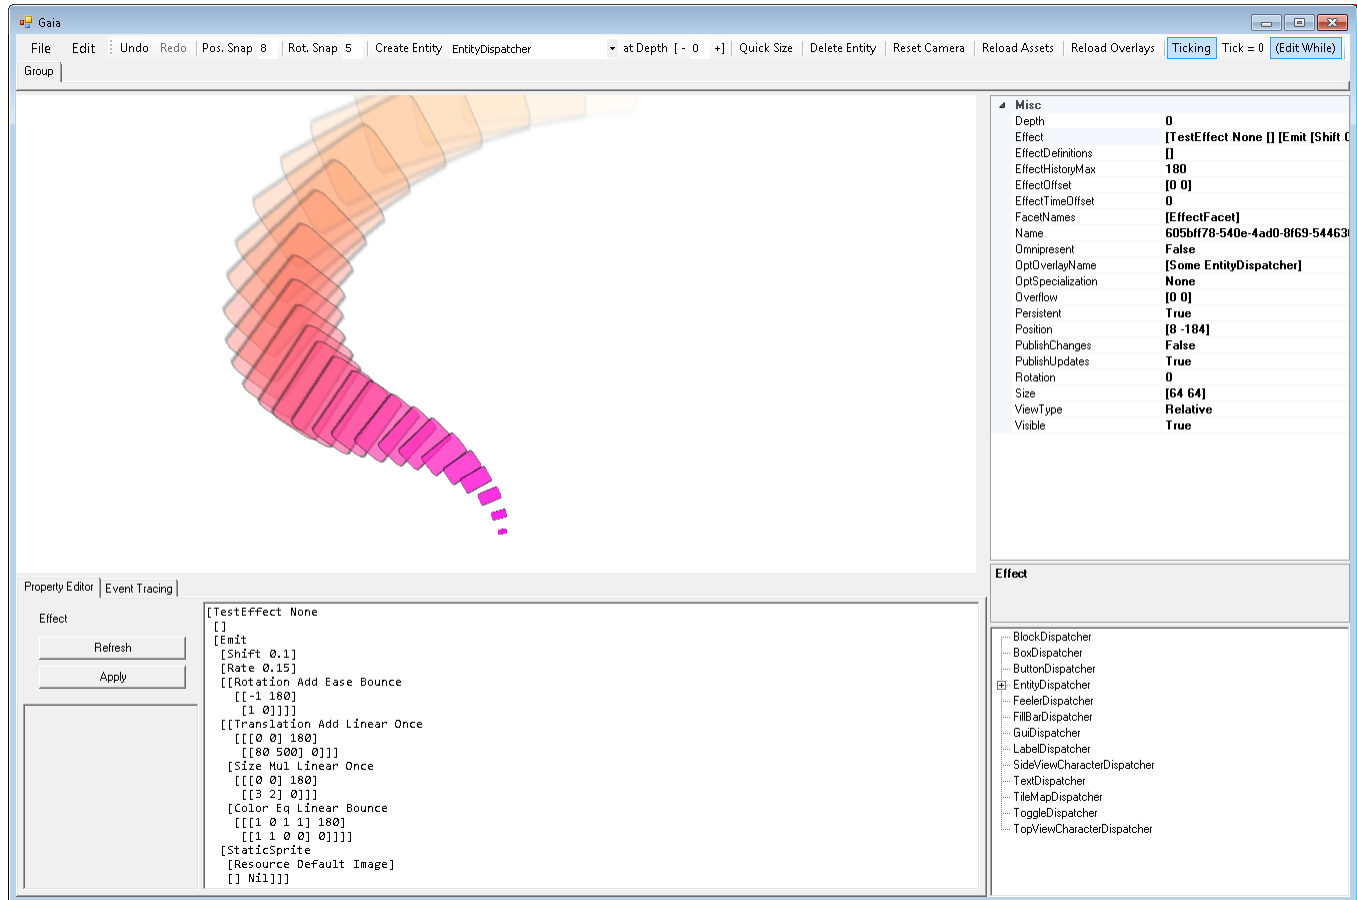 Gaia
File Edit Undo Redo Pos. Snap 8 Rot. Snap 5 Create Entity EntityDispatcher at Depth [ - 0 +] Quick Size Delete Entity Reset Camera Reload Assets Reload Overlays Ticking Tick = 0 (Edit While)
Group
Misc
Depth 0
Effect [TestEffect None [] [Emit [Shift 0
EffectDefinitions []
EffectHistoryMax 180
EffectOffset [0 0]
EffectTimeOffset 0
FacetNames [EffectFacet]
Name 605bff78-540e-4ad0-8f69-544630
Omnipresent False
OptOverlayName [Some EntityDispatcher]
OptSpecialization None
Overflow [0 0]
Persistent True
Position [8 -184]
PublishChanges False
PublishUpdates True
Rotation 0
Size [64 64]
ViewType Relative
Visible True
Effect
Property Editor Event Tracing
Effect
Refresh
Apply
[TestEffect None
[]
[Emit
[Shift 0.1]
[Rate 0.15]
[[Rotation Add Ease Bounce
[[-1 180]
[1 0]]]]
[[Translation Add Linear Once
[[[0 0] 180]
[[80 500] 0]]]
[Size Mul Linear Once
[[[0 0] 180]
[[3 2] 0]]]
[Color Eq Linear Bounce
[[[1 0 1 1] 180]
[[1 1 0 0] 0]]]]
[StaticSprite
[Resource Default Image]
[] Nil]]]
BlockDispatcher
BoxDispatcher
ButtonDispatcher
EntityDispatcher
FeelerDispatcher
FillBarDispatcher
GuiDispatcher
LabelDispatcher
SideViewCharacterDispatcher
TextDispatcher
TileMapDispatcher
ToggleDispatcher
TopViewCharacterDispatcher